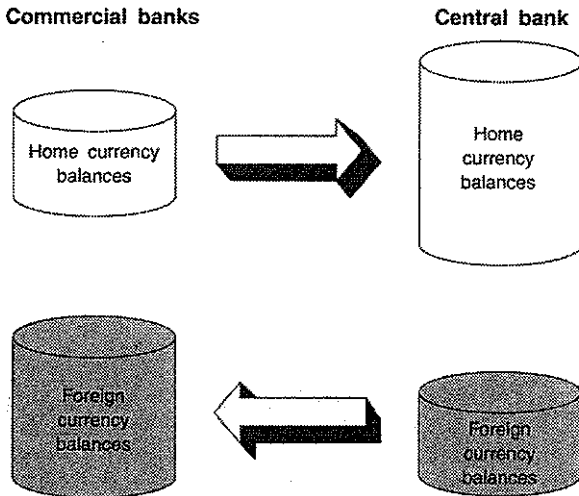 Commercial banks
Central bank
Home currency
balances
Home
currency
balances
Foreign
currency
balances
Foreign
currency
balances